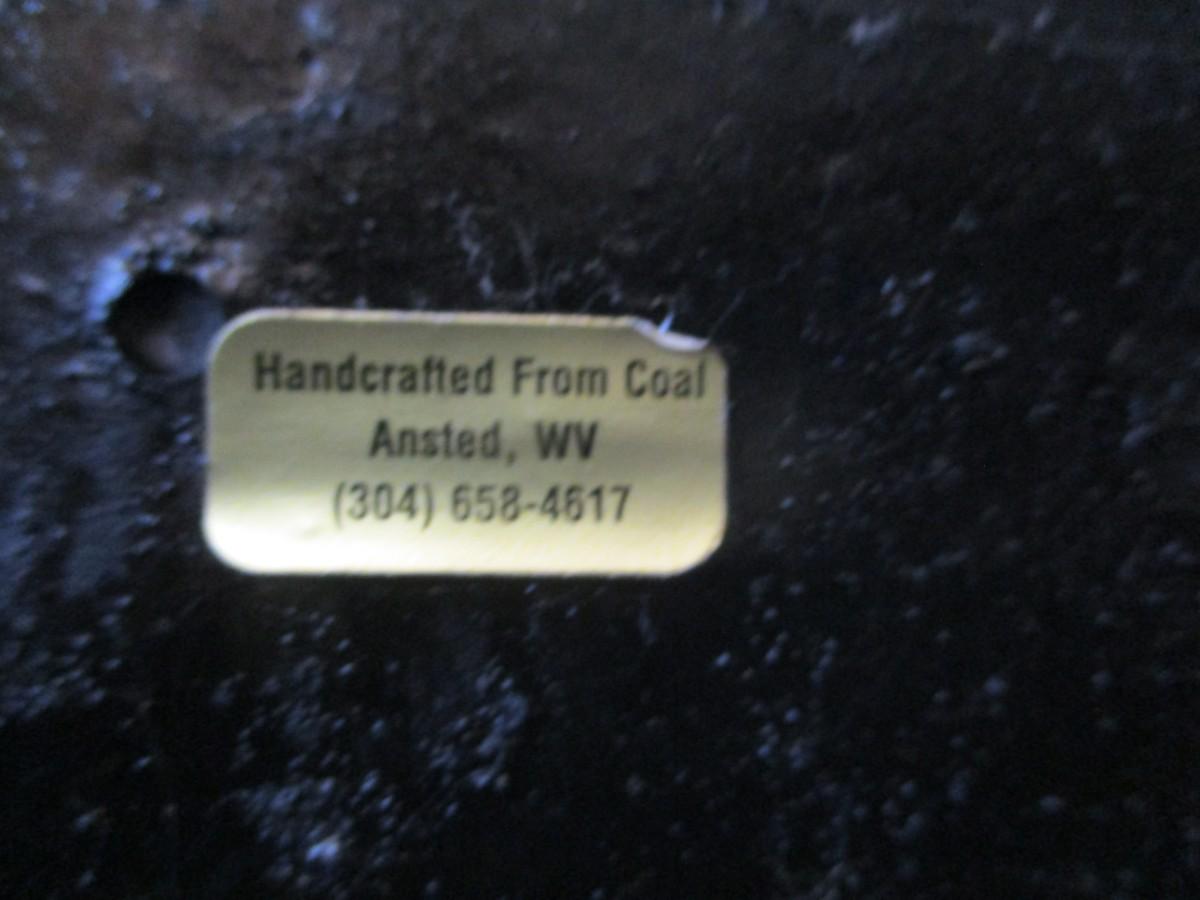 Handcrafted From Coal
Ansted, WV
(304) 658-4617